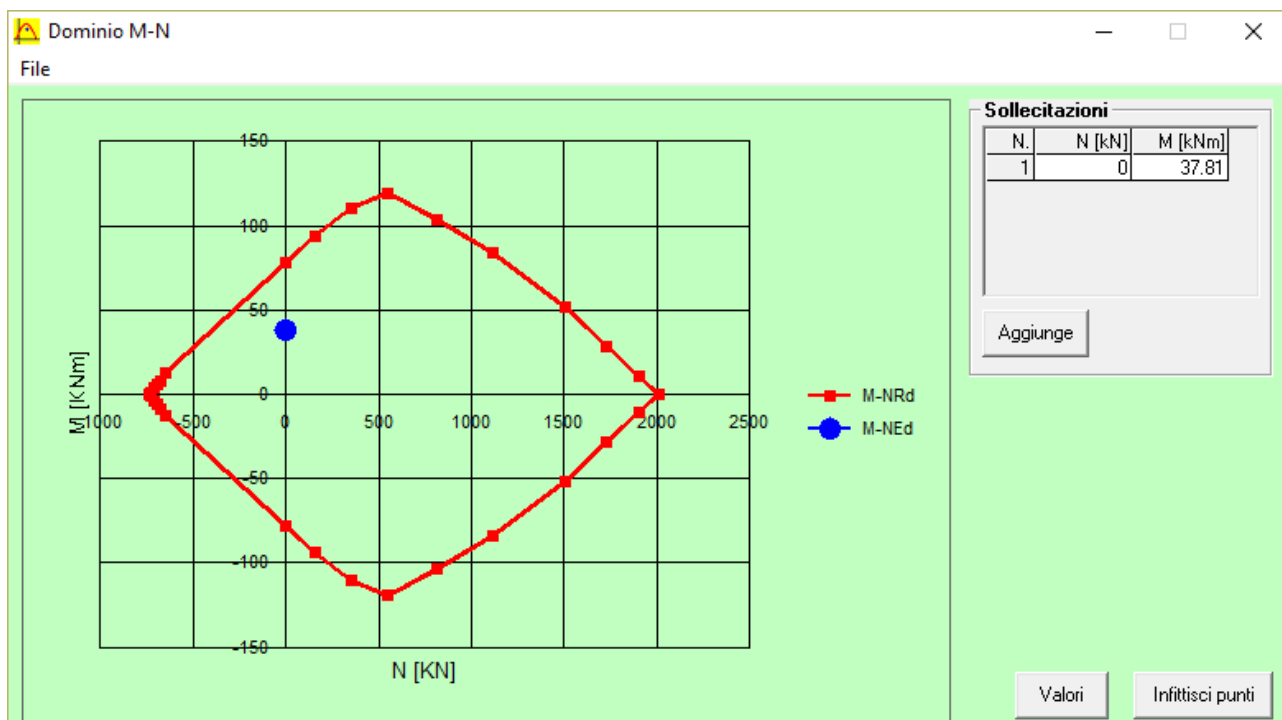 Dominio M-N
File
150
100
50
0
-50
-100
-150
M [KNm]
-1000 -500 0 500 1000 1500 2000 2500
N [KN]
M-NRd
M-NEd
Sollecitazioni
N. N [kN] M [kNm]
1 0 37.81
Aggiunge
Valori Infittisci punti